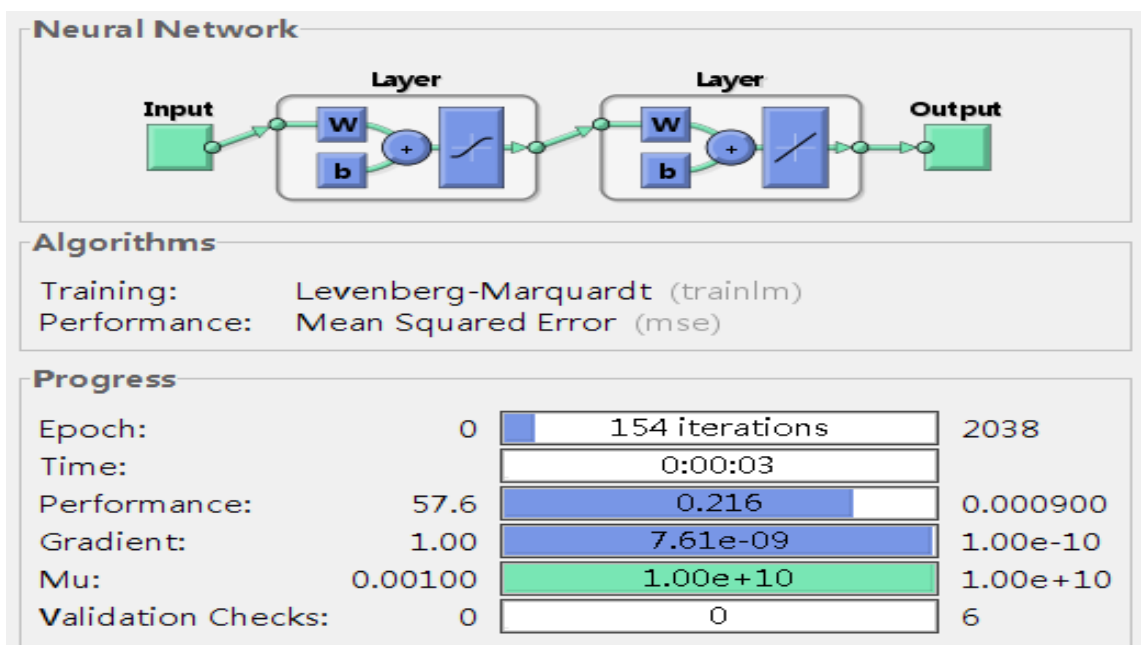 Neural Network
Layer Layer
Input Output
W W
+ +
b b
Algorithms
Training: Levenberg-Marquardt (trainlm)
Performance: Mean Squared Error (mse)
Progress
Epoch: 0 154 iterations 2038
Time: 0:00:03
Performance: 57.6 0.216 0.000900
Gradient: 1.00 7.61e-09 1.00e-10
Mu: 0.00100 1.00e+10 1.00e+10
Validation Checks: 0 0 6